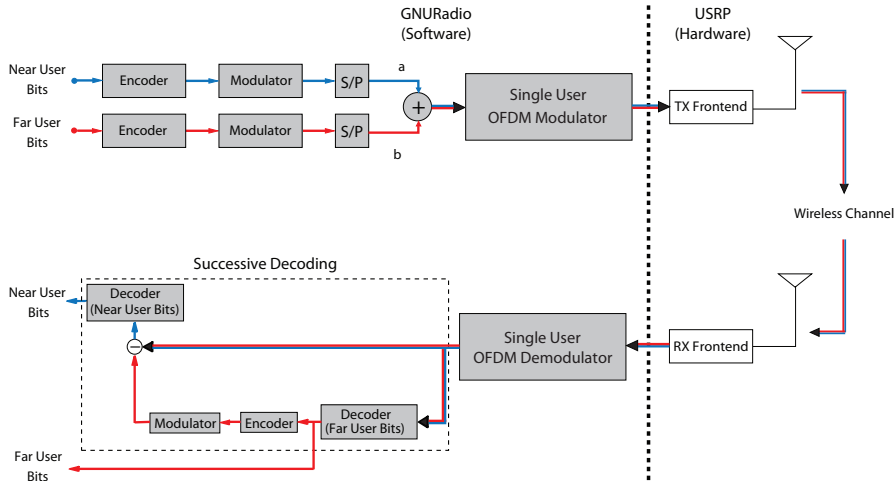 GNURadio
(Software)
USRP
(Hardware)
Near User
Bits
Encoder
Modulator
S/P
a
+
Single User
OFDM Modulator
TX Frontend
Far User
Bits
Encoder
Modulator
S/P
b
Wireless Channel
Successive Decoding
Near User
Bits
Decoder
(Near User Bits)
−
Single User
OFDM Demodulator
RX Frontend
Modulator
Encoder
Decoder
(Far User Bits)
Far User
Bits